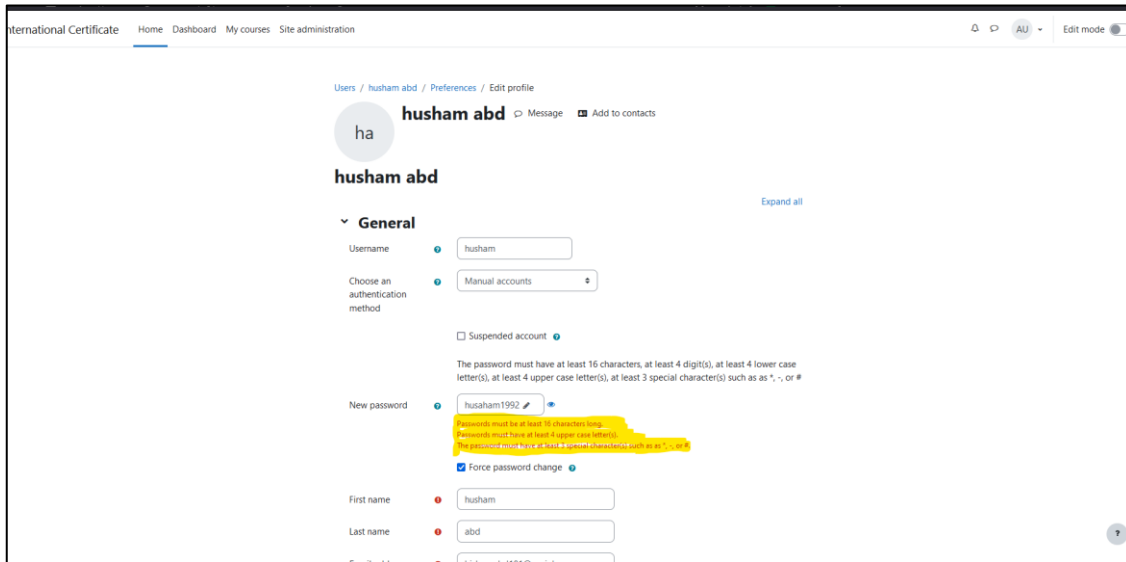 nternational Certificate Home Dashboard My courses Site administration AU Edit mode
Users / husham abd / Preferences / Edit profile
ha
husham abd Message Add to contacts
husham abd
Expand all
General
Username husham
Choose an authentication method Manual accounts
Suspended account
The password must have at least 16 characters, at least 4 digit(s), at least 4 lower case
letter(s), at least 4 upper case letter(s), at least 3 special character(s) such as as *, -, or #
New password husaham1992
Passwords must be at least 16 characters long.
Passwords must have at least 4 upper case letter(s).
The password must have at least 3 special character(s) such as as *, -, or #.
Force password change
First name husham
Last name abd
?